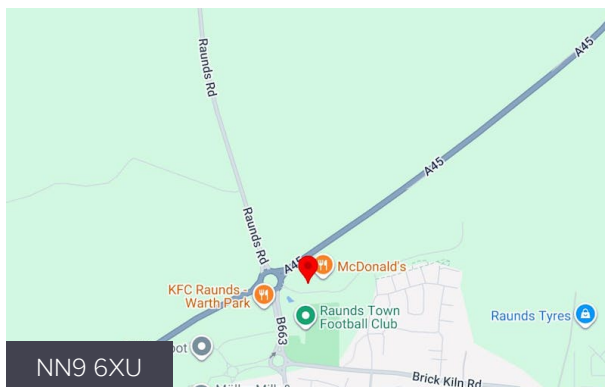 Raunds Rd
A45
A45
Raunds Rd
A45
McDonald's
KFC Raunds -
Warth Park
B663
Raunds Town
Football Club
Raunds Tyres
Brick Kiln Rd
NN9 6XU